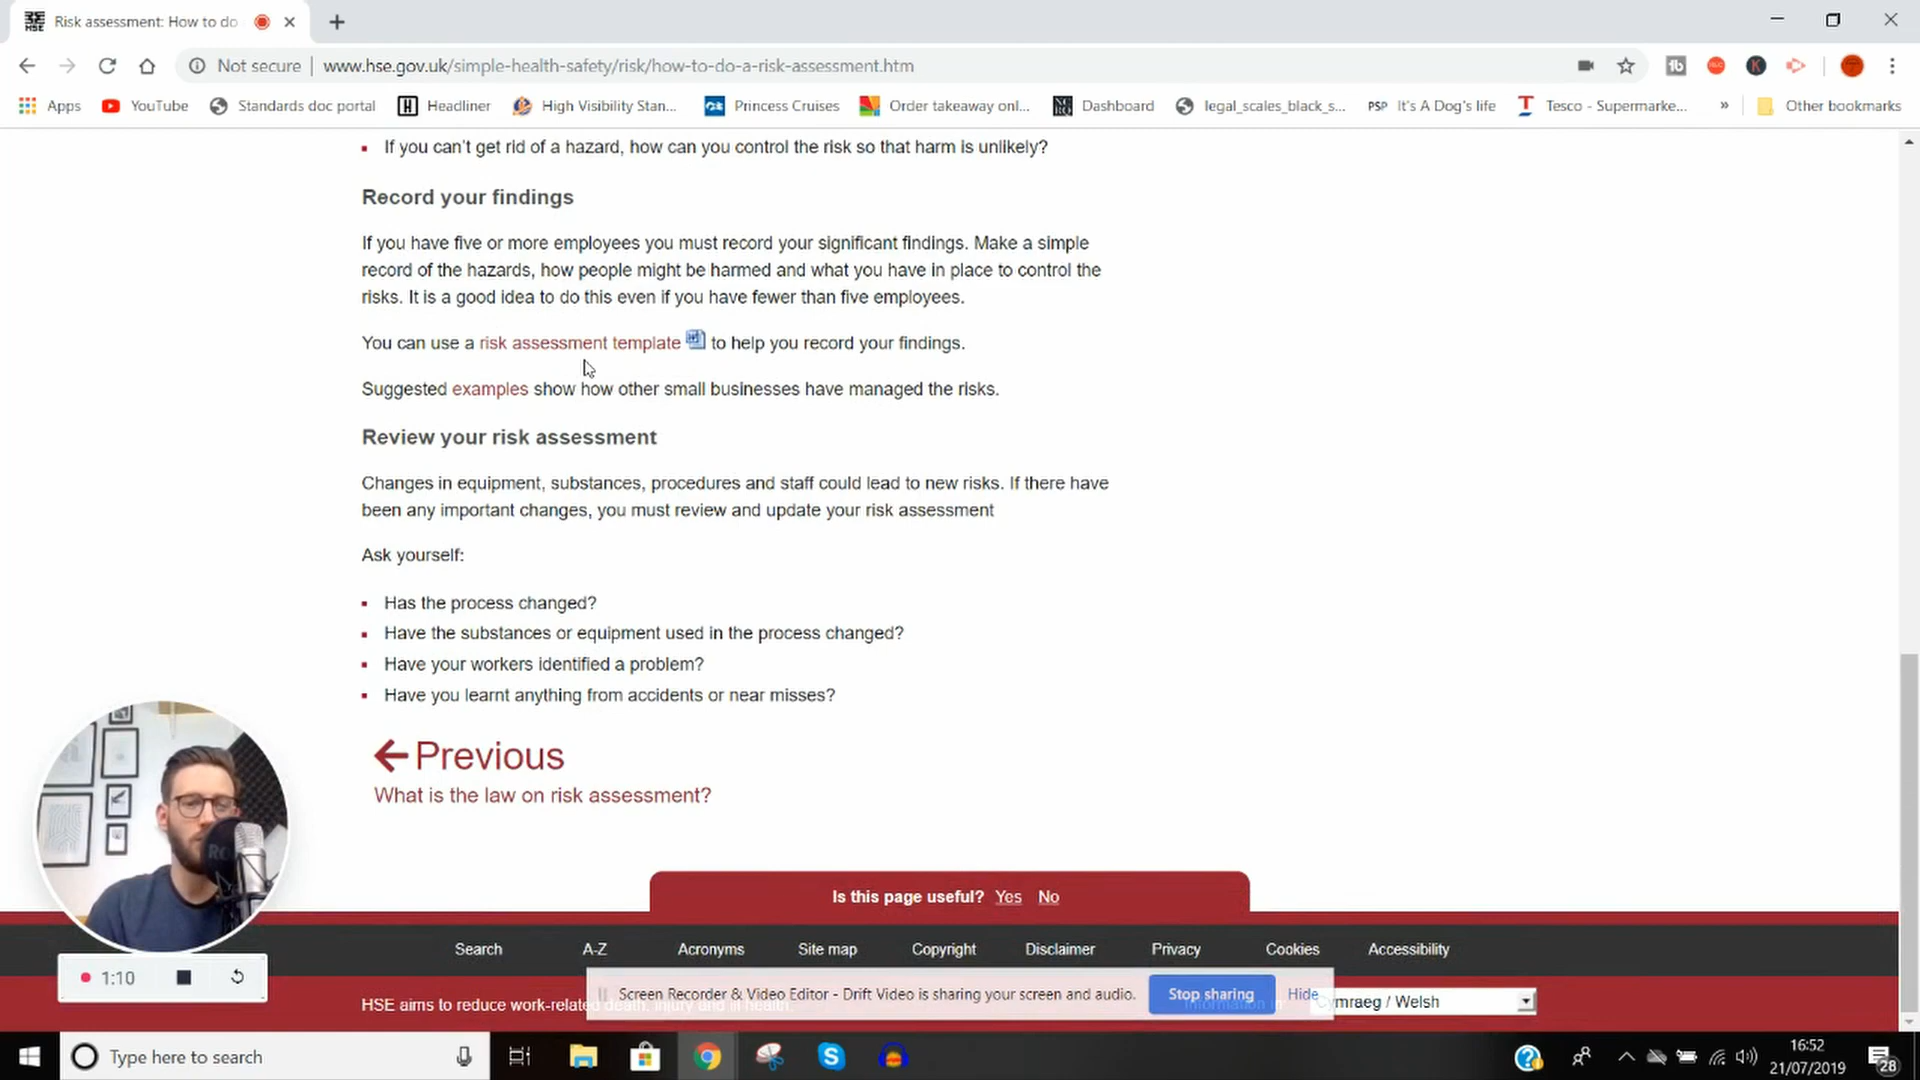 Risk assessment: How to do
Not secure | www.hse.gov.uk/simple-health-safety/risk/how-to-do-a-risk-assessment.htm
Apps YouTube Standards doc portal Headliner High Visibility Stan... Princess Cruises Order takeaway onl... Dashboard legal_scales_black_s... PSP It's A Dog's life Tesco - Supermarke... » Other bookmarks
If you can't get rid of a hazard, how can you control the risk so that harm is unlikely?
Record your findings
If you have five or more employees you must record your significant findings. Make a simple
record of the hazards, how people might be harmed and what you have in place to control the
risks. It is a good idea to do this even if you have fewer than five employees.
You can use a risk assessment template to help you record your findings.
Suggested examples show how other small businesses have managed the risks.
Review your risk assessment
Changes in equipment, substances, procedures and staff could lead to new risks. If there have
been any important changes, you must review and update your risk assessment
Ask yourself:
Has the process changed?
Have the substances or equipment used in the process changed?
Have your workers identified a problem?
Have you learnt anything from accidents or near misses?
Previous
What is the law on risk assessment?
Is this page useful? Yes No
Search A-Z Acronyms Site map Copyright Disclaimer Privacy Cookies Accessibility
1:10
Screen Recorder & Video Editor - Drift Video is sharing your screen and audio. Stop sharing Hide
HSE aims to reduce work-related death, injury and ill health. Information in: Cymraeg / Welsh
Type here to search
16:52
21/07/2019
28